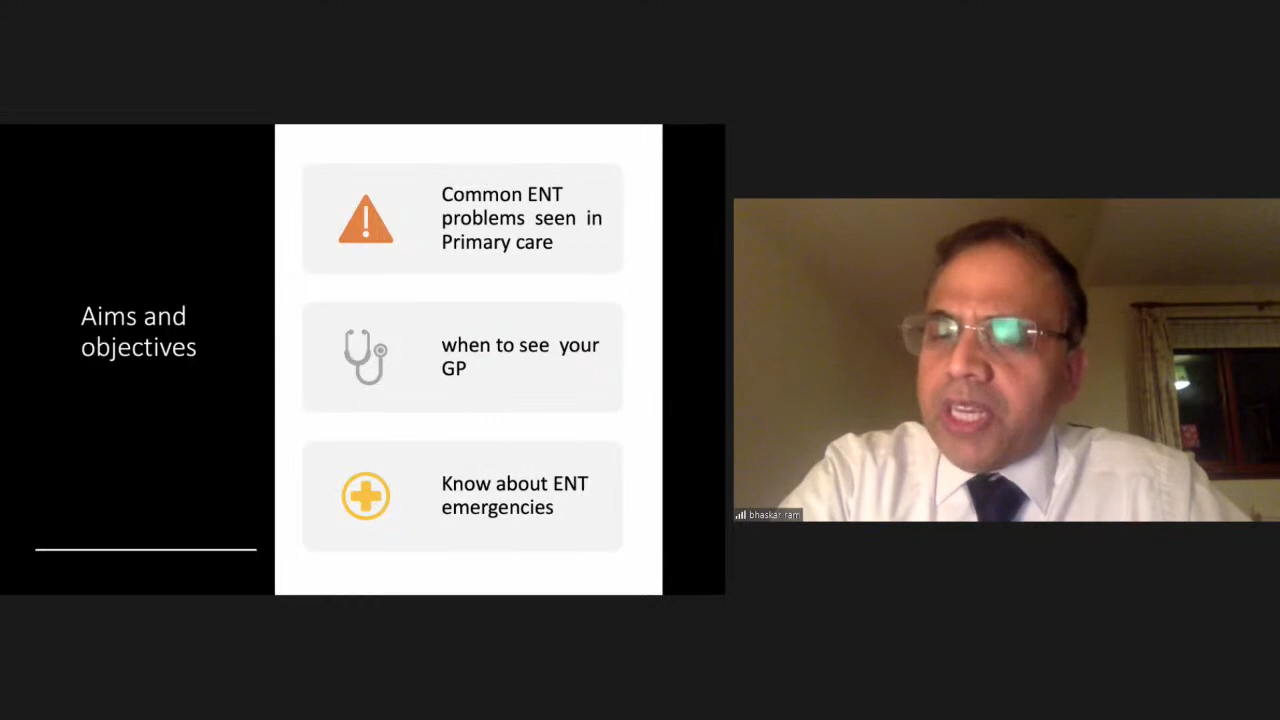 Aims and
objectives
Common ENT
problems seen in
Primary care
when to see your
GP
Know about ENT
emergencies
bhaskar ram